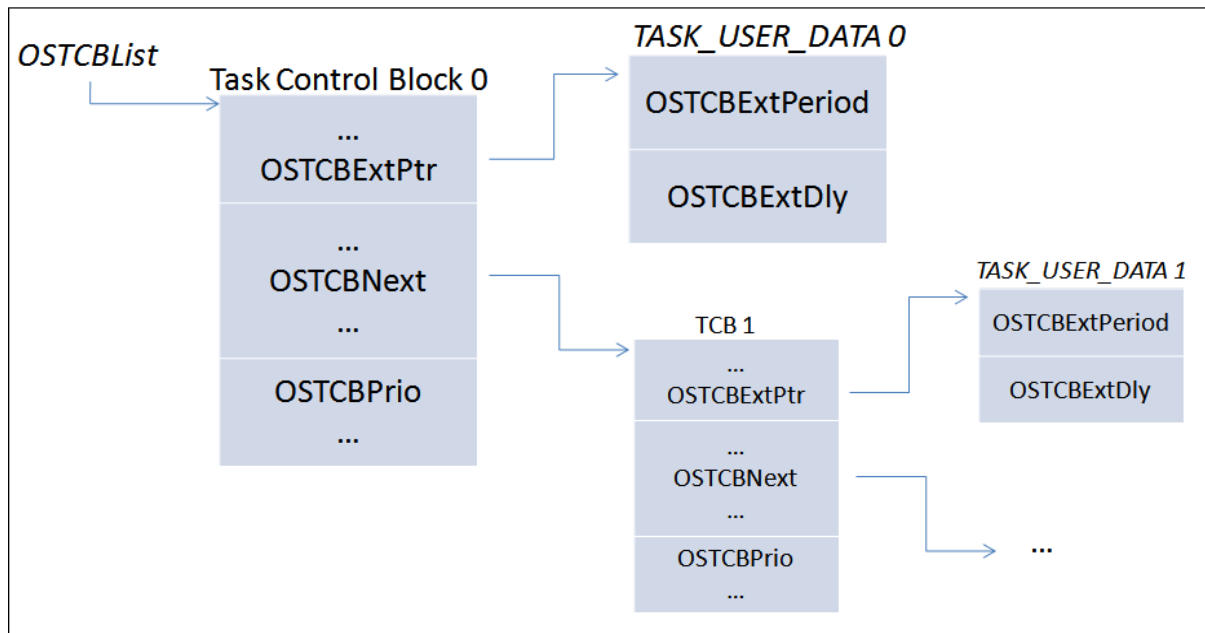 OSTCBList
Task Control Block 0
...
OSTCBExtPtr
...
OSTCBNext
...
OSTCBPrio
...
TASK_USER_DATA 0
OSTCBExtPeriod
OSTCBExtDly
TCB 1
...
OSTCBExtPtr
...
OSTCBNext
...
OSTCBPrio
...
TASK_USER_DATA 1
OSTCBExtPeriod
OSTCBExtDly
...